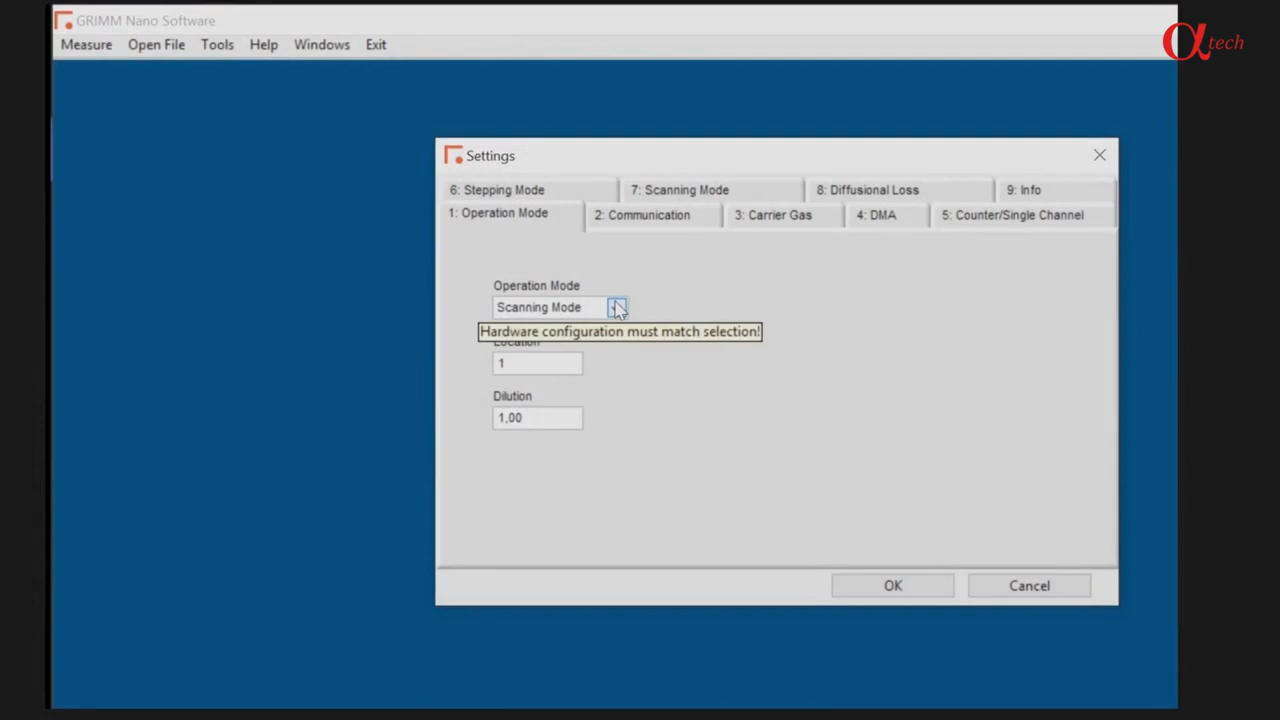 GRIMM Nano Software
αtech
Measure Open File Tools Help Windows Exit
Settings
6: Stepping Mode 7: Scanning Mode 8: Diffusional Loss 9: Info
1: Operation Mode 2: Communication 3: Carrier Gas 4: DMA 5: Counter/Single Channel
Operation Mode
Scanning Mode
Hardware configuration must match selection!
Location
1
Dilution
1,00
OK Cancel